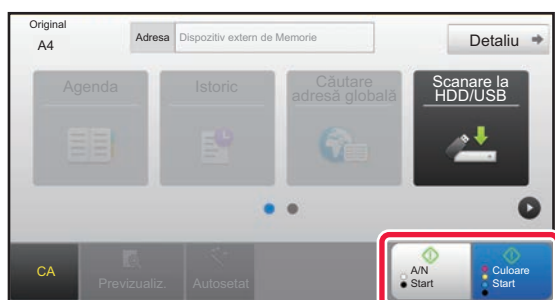 Original
A4
Adresa
Dispozitiv extern de Memorie
Detaliu
Agenda
Istoric
Căutare
adresă globală
Scanare la
HDD/USB
CA
Previzualiz.
Autosetat
A/N
Start
Culoare
Start